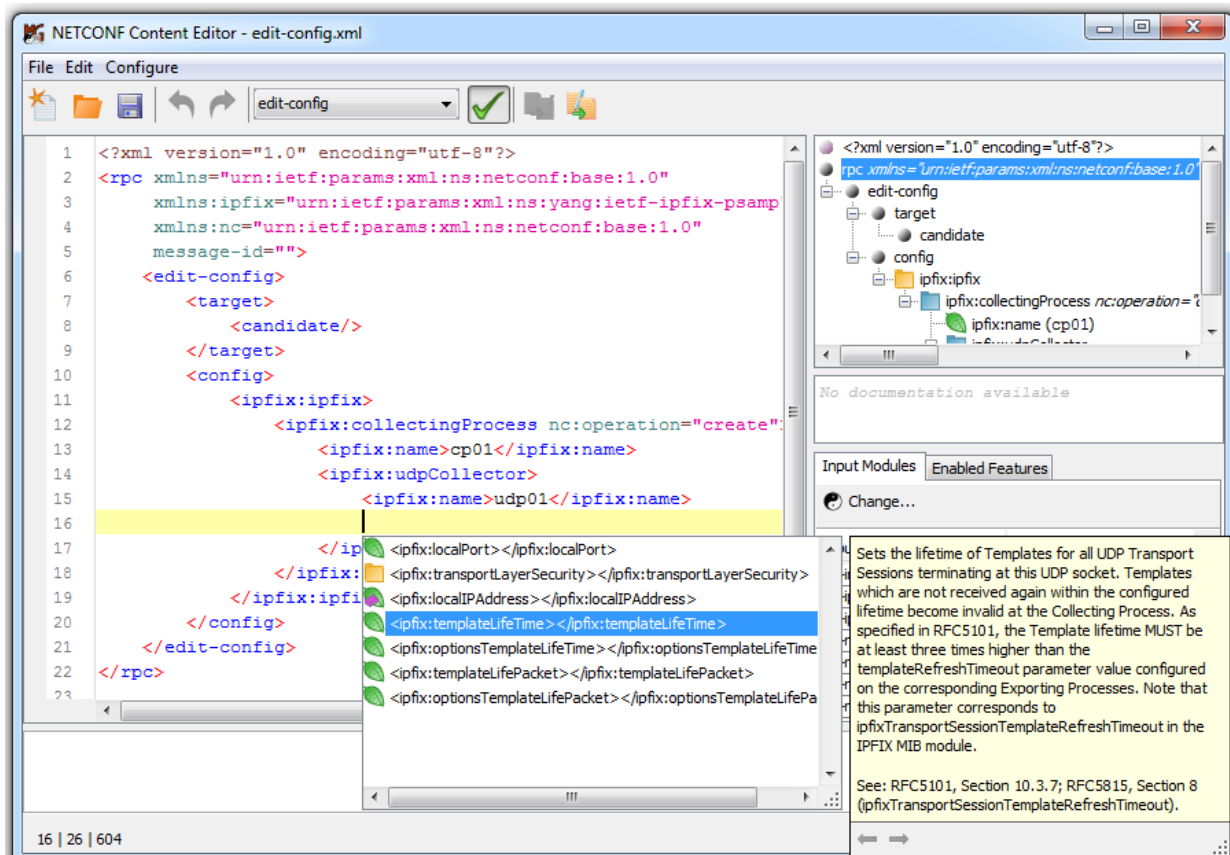 NETCONF Content Editor - edit-config.xml
File Edit Configure
edit-config
1 <?xml version="1.0" encoding="utf-8"?>
2 <rpc xmlns="urn:ietf:params:xml:ns:netconf:base:1.0"
3 xmlns:ipfix="urn:ietf:params:xml:ns:yang:ietf-ipfix-psamp"
4 xmlns:nc="urn:ietf:params:xml:ns:netconf:base:1.0"
5 message-id="">
6 <edit-config>
7 <target>
8 <candidate/>
9 </target>
10 <config>
11 <ipfix:ipfix>
12 <ipfix:collectingProcess nc:operation="create"
13 <ipfix:name>cp01</ipfix:name>
14 <ipfix:udpCollector>
15 <ipfix:name>udp01</ipfix:name>
16
17 </ip
18 </ipfix:
19 </ipfix:ipfi
20 </config>
21 </edit-config>
22 </rpc>
23
<ipfix:localPort></ipfix:localPort>
<ipfix:transportLayerSecurity></ipfix:transportLayerSecurity>
<ipfix:localIPAddress></ipfix:localIPAddress>
<ipfix:templateLifeTime></ipfix:templateLifeTime>
<ipfix:optionsTemplateLifeTime></ipfix:optionsTemplateLifeTime
<ipfix:templateLifePacket></ipfix:templateLifePacket>
<ipfix:optionsTemplateLifePacket></ipfix:optionsTemplateLifePa
16 | 26 | 604
<?xml version="1.0" encoding="utf-8"?>
rpc xmlns="urn:ietf:params:xml:ns:netconf:base:1.0"
edit-config
target
candidate
config
ipfix:ipfix
ipfix:collectingProcess nc:operation="
ipfix:name (cp01)
ipfix:udpCollector
No documentation available
Input Modules Enabled Features
Change...
Sets the lifetime of Templates for all UDP Transport
Sessions terminating at this UDP socket. Templates
which are not received again within the configured
lifetime become invalid at the Collecting Process. As
specified in RFC5101, the Template lifetime MUST be
at least three times higher than the
templateRefreshTimeout parameter value configured
on the corresponding Exporting Processes. Note that
this parameter corresponds to
ipfixTransportSessionTemplateRefreshTimeout in the
IPFIX MIB module.
See: RFC5101, Section 10.3.7; RFC5815, Section 8
(ipfixTransportSessionTemplateRefreshTimeout).